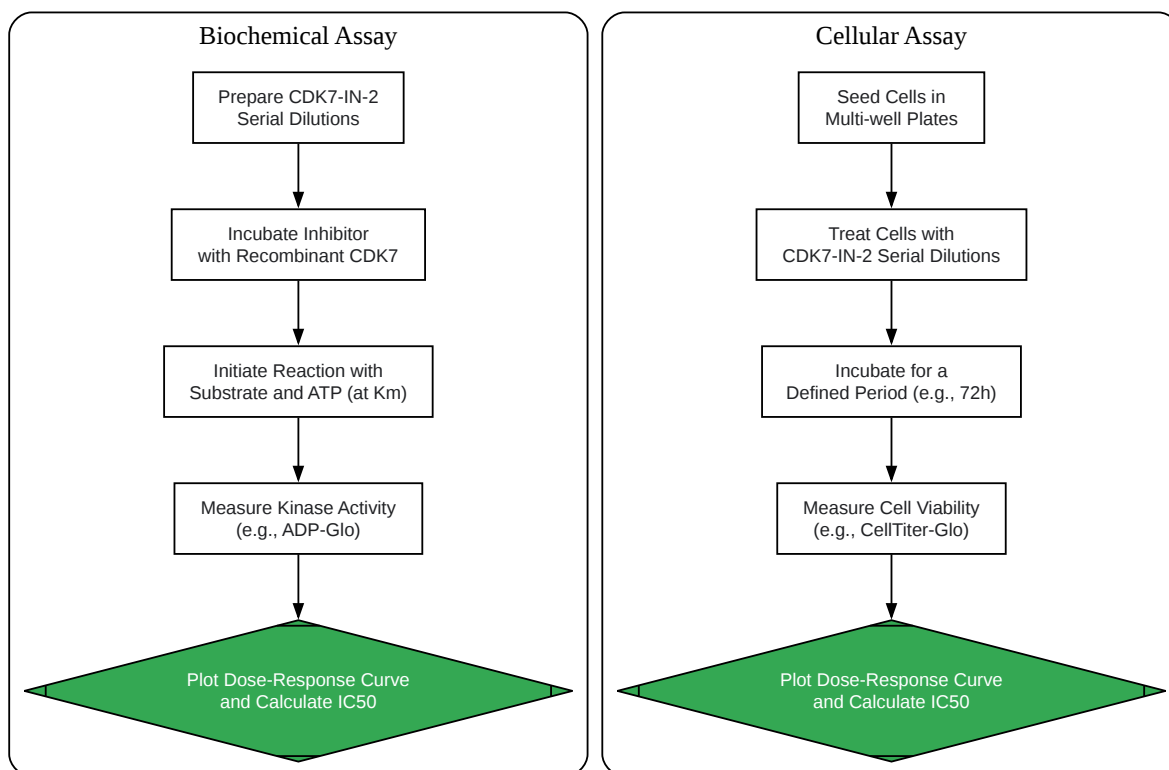 Biochemical Assay
Prepare CDK7-IN-2
Serial Dilutions
Incubate Inhibitor
with Recombinant CDK7
Initiate Reaction with
Substrate and ATP (at Km)
Measure Kinase Activity
(e.g., ADP-Glo)
Plot Dose-Response Curve
and Calculate IC50
Cellular Assay
Seed Cells in
Multi-well Plates
Treat Cells with
CDK7-IN-2 Serial Dilutions
Incubate for a
Defined Period (e.g., 72h)
Measure Cell Viability
(e.g., CellTiter-Glo)
Plot Dose-Response Curve
and Calculate IC50